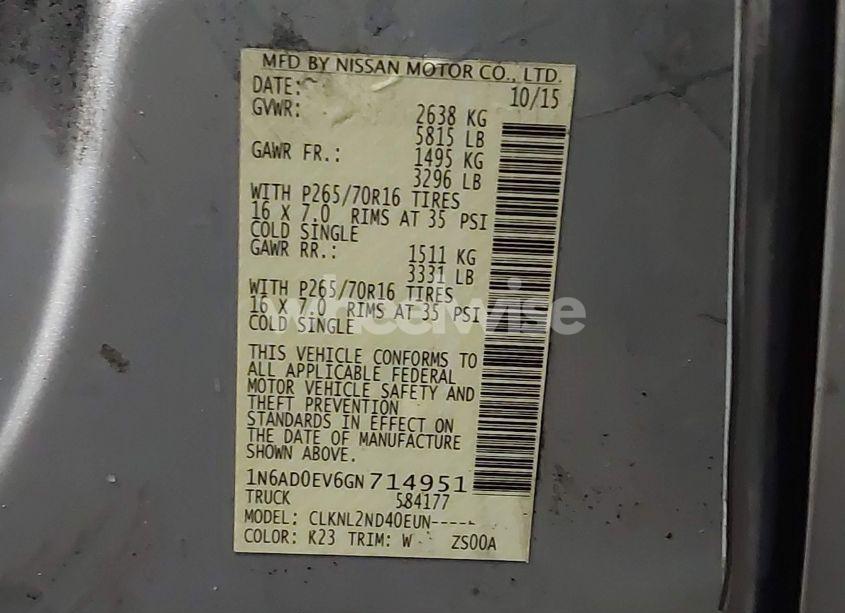 MFD BY NISSAN MOTOR CO., LTD.
DATE: 10/15
GVWR: 2638 KG
5815 LB
GAWR FR.: 1495 KG
3296 LB
WITH P265/70R16 TIRES
16 X 7.0 RIMS AT 35 PSI
COLD SINGLE
GAWR RR.: 1511 KG
3331 LB
WITH P265/70R16 TIRES
16 X 7.0 RIMS AT 35 PSI
COLD SINGLE
wheelwise
THIS VEHICLE CONFORMS TO
ALL APPLICABLE FEDERAL
MOTOR VEHICLE SAFETY AND
THEFT PREVENTION
STANDARDS IN EFFECT ON
THE DATE OF MANUFACTURE
SHOWN ABOVE.
1N6AD0EV6GN714951
TRUCK 584177
MODEL: CLKNL2ND40EUN-----
COLOR: K23 TRIM: W ZS00A